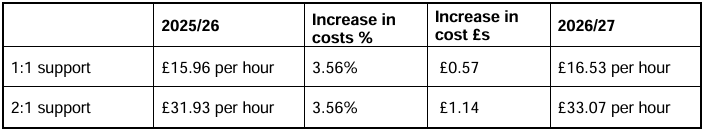 2025/26 Increase in costs % Increase in cost £s 2026/27
1:1 support £15.96 per hour 3.56% £0.57 £16.53 per hour
2:1 support £31.93 per hour 3.56% £1.14 £33.07 per hour